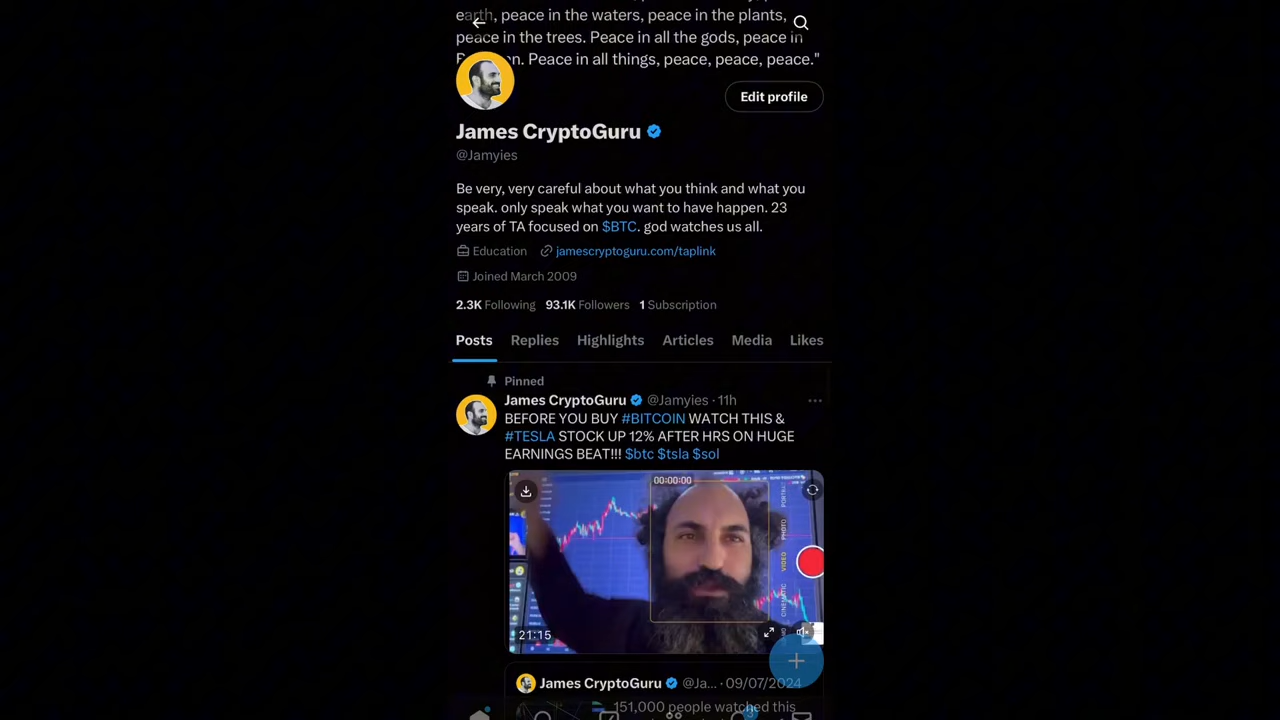 earth, peace in the waters, peace in the plants,
peace in the trees. Peace in all the gods, peace in
Peace in all things, peace, peace, peace."
Edit profile
James CryptoGuru
@Jamyies
Be very, very careful about what you think and what you
speak. only speak what you want to have happen. 23
years of TA focused on $BTC. god watches us all.
Education jamescryptoguru.com/taplink
Joined March 2009
2.3K Following 93.1K Followers 1 Subscription
Posts Replies Highlights Articles Media Likes
Pinned
James CryptoGuru @Jamyies · 11h
BEFORE YOU BUY #BITCOIN WATCH THIS &
#TESLA STOCK UP 12% AFTER HRS ON HUGE
EARNINGS BEAT!!! $btc $tsla $sol
00:00:00
PHOTO
VIDEO
CINEMATIC
21:15
James CryptoGuru @Ja... · 09/07/2024
151,000 people watched this
3